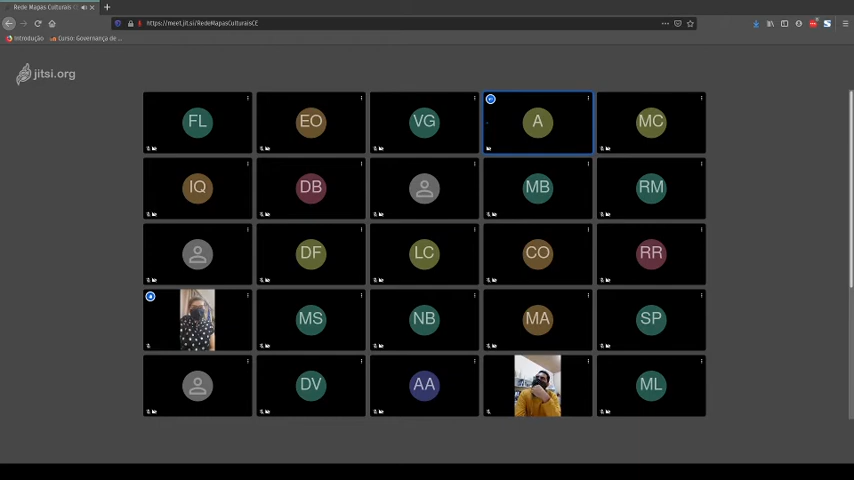 Rede Mapas Culturais
https://meet.jit.si/RedeMapasCulturaisCE
Introdução
Curso: Governança de ...
jitsi.org
FL EO VG A MC
IQ DB MB RM
DF LC CO RR
MS NB MA SP
DV AA ML